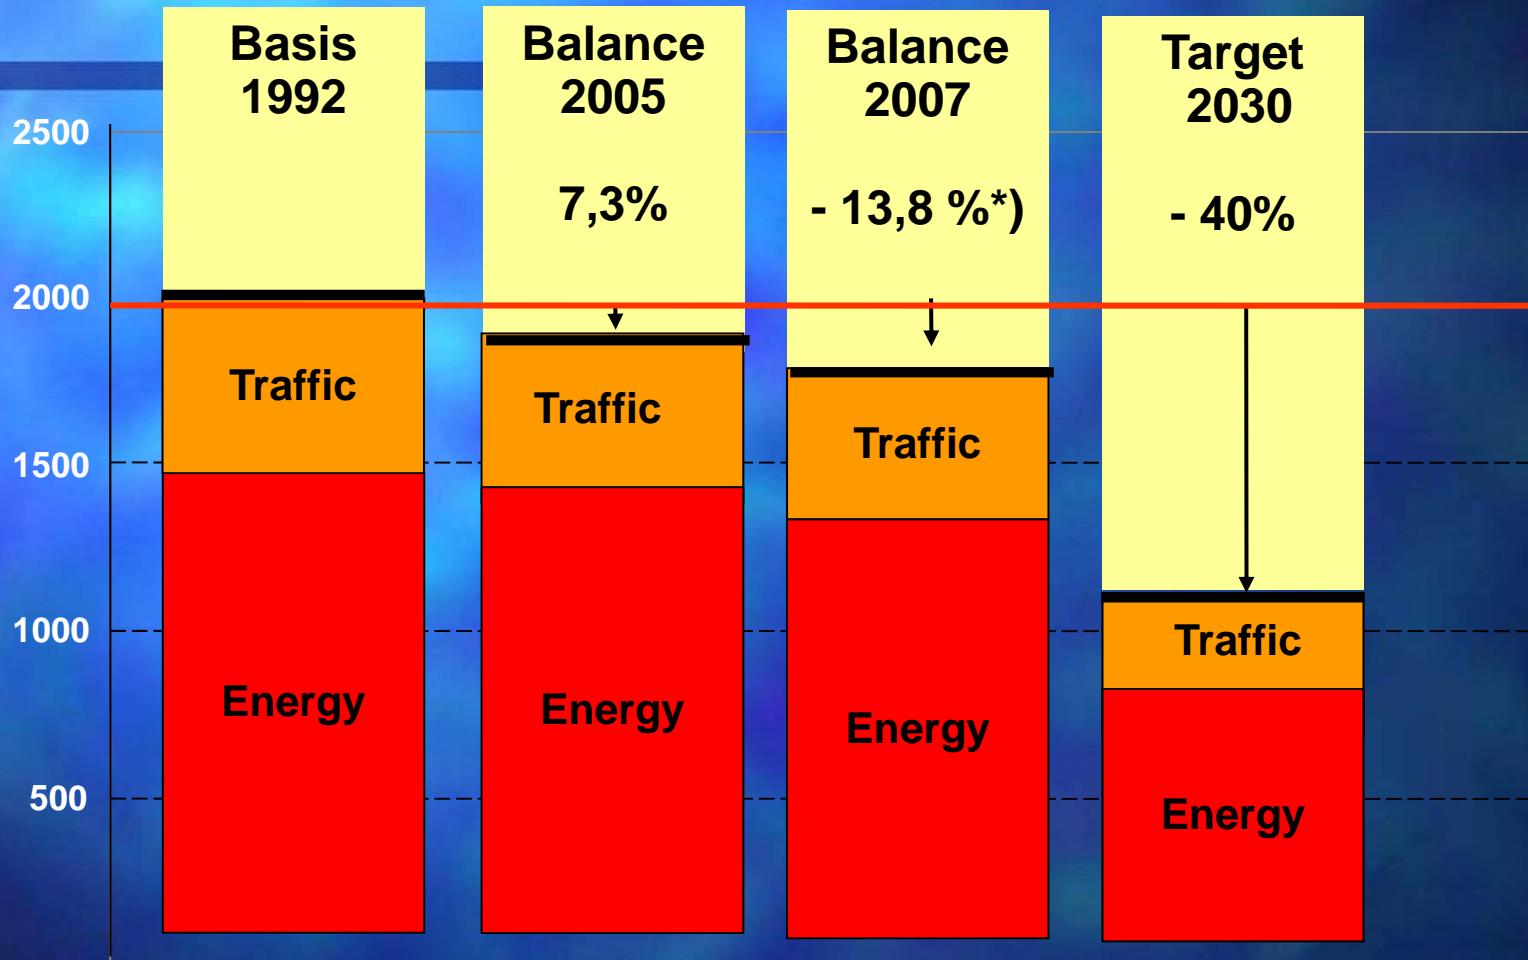 Basis
1992
Balance
2005
7,3%
Balance
2007
- 13,8 %*)
Target
2030
- 40%
2500
2000
1500
1000
500
Traffic
Energy
Traffic
Energy
Traffic
Energy
Traffic
Energy